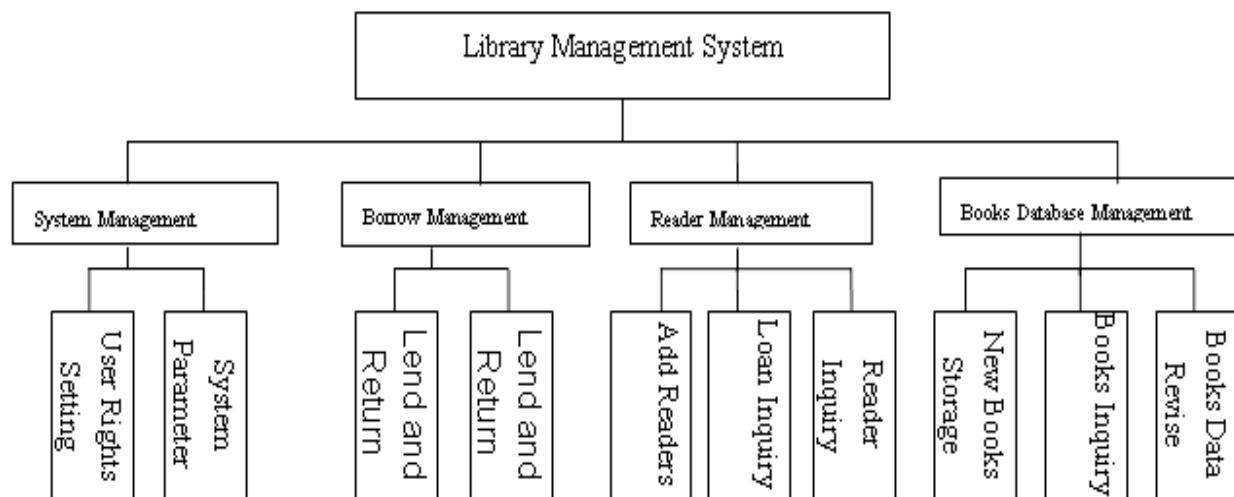 Library Management System
System Management
Borrow Management
Reader Management
Books Database Management
User Rights
Setting
System
Parameter
Lend and
Return
Lend and
Return
Add Readers
Loan Inquiry
Reader
Inquiry
New Books
Storage
Books Inquiry
Books Data
Revise